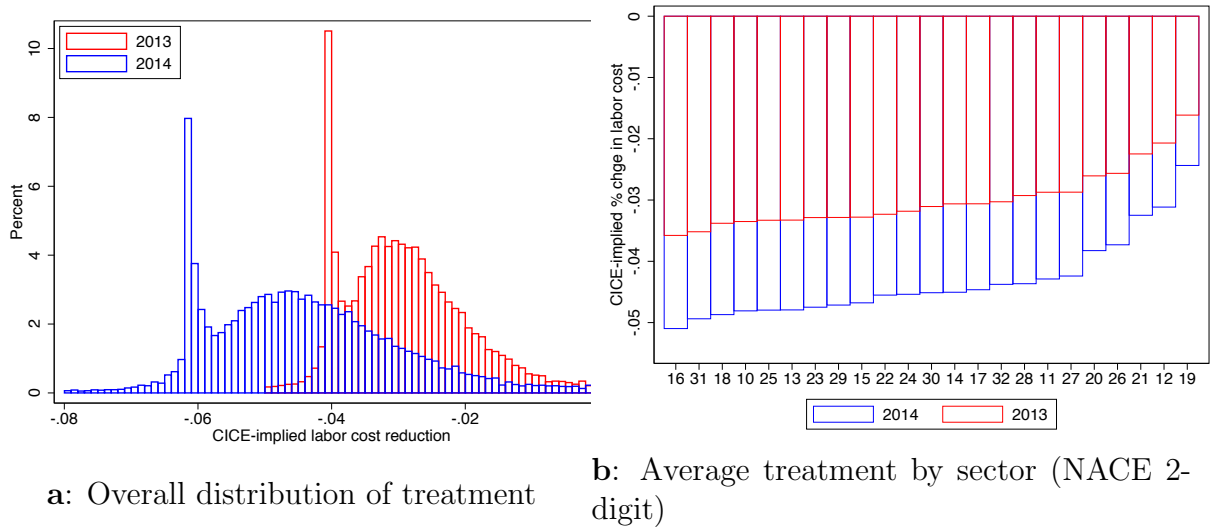 2013
2014
Percent
10
8
6
4
2
0
-.08 -.06 -.04 -.02
CICE-implied labor cost reduction
a: Overall distribution of treatment
CICE-implied % chge in labor cost
0
-.01
-.02
-.03
-.04
-.05
16 31 18 10 25 13 23 29 15 22 24 30 14 17 32 28 11 27 20 26 21 12 19
2014 2013
b: Average treatment by sector (NACE 2-
digit)